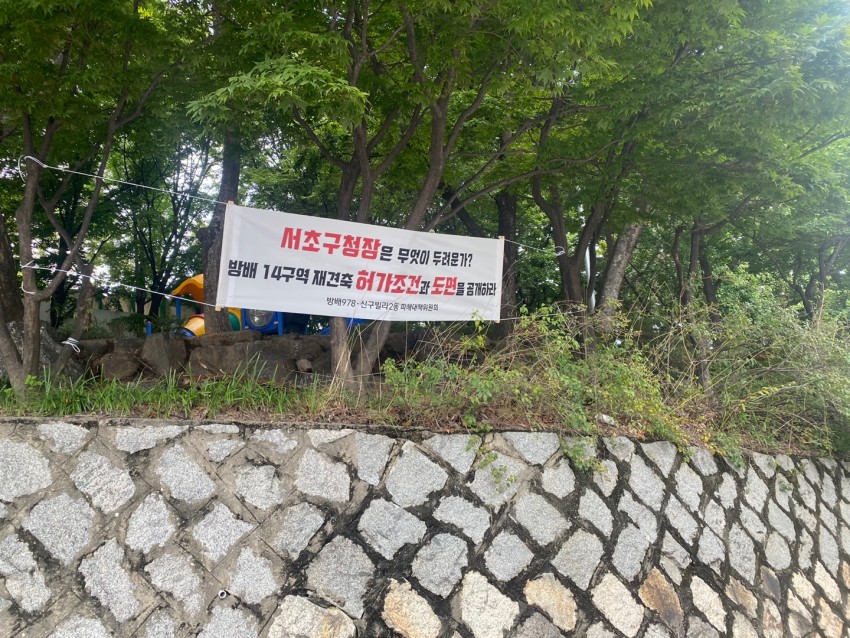 서초구청장은 무엇이 두려운가?
방배 14구역 재건축 허가조건과 도면을 공개하라
방배978·신구빌라2동 피해대책위원회